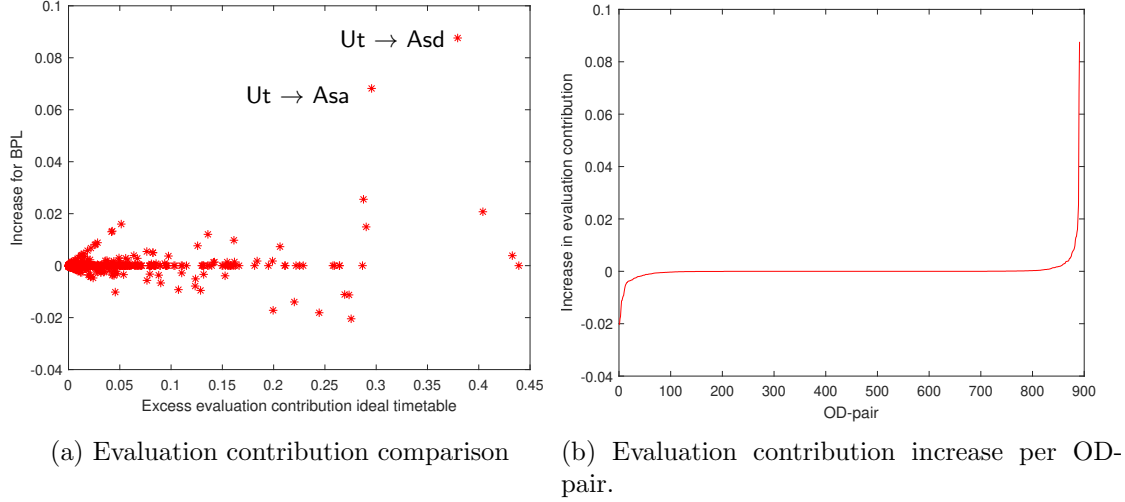 0.1
0.08
0.06
0.04
0.02
0
-0.02
-0.04
Increase for BPL
Ut → Asd
Ut → Asa
0 0.05 0.1 0.15 0.2 0.25 0.3 0.35 0.4 0.45
Excess evaluation contribution ideal timetable
(a) Evaluation contribution comparison
0.1
0.08
0.06
0.04
0.02
0
-0.02
-0.04
Increase in evaluation contribution
0 100 200 300 400 500 600 700 800 900
OD-pair
(b) Evaluation contribution increase per OD-
pair.